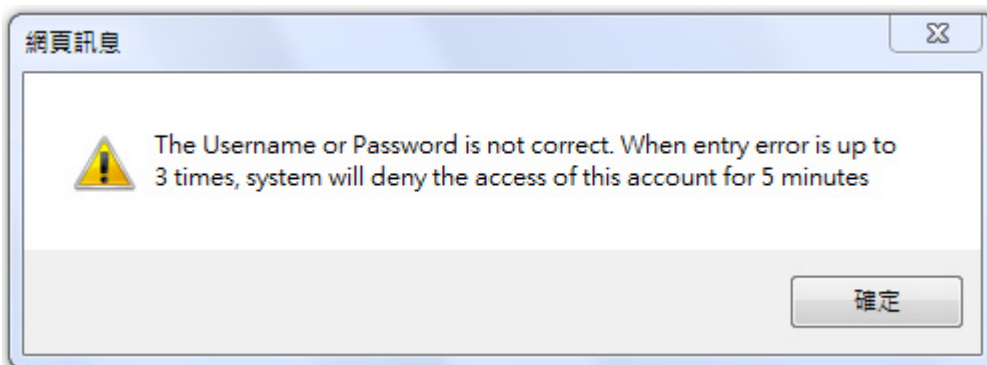 網頁訊息
The Username or Password is not correct. When entry error is up to
3 times, system will deny the access of this account for 5 minutes
確定